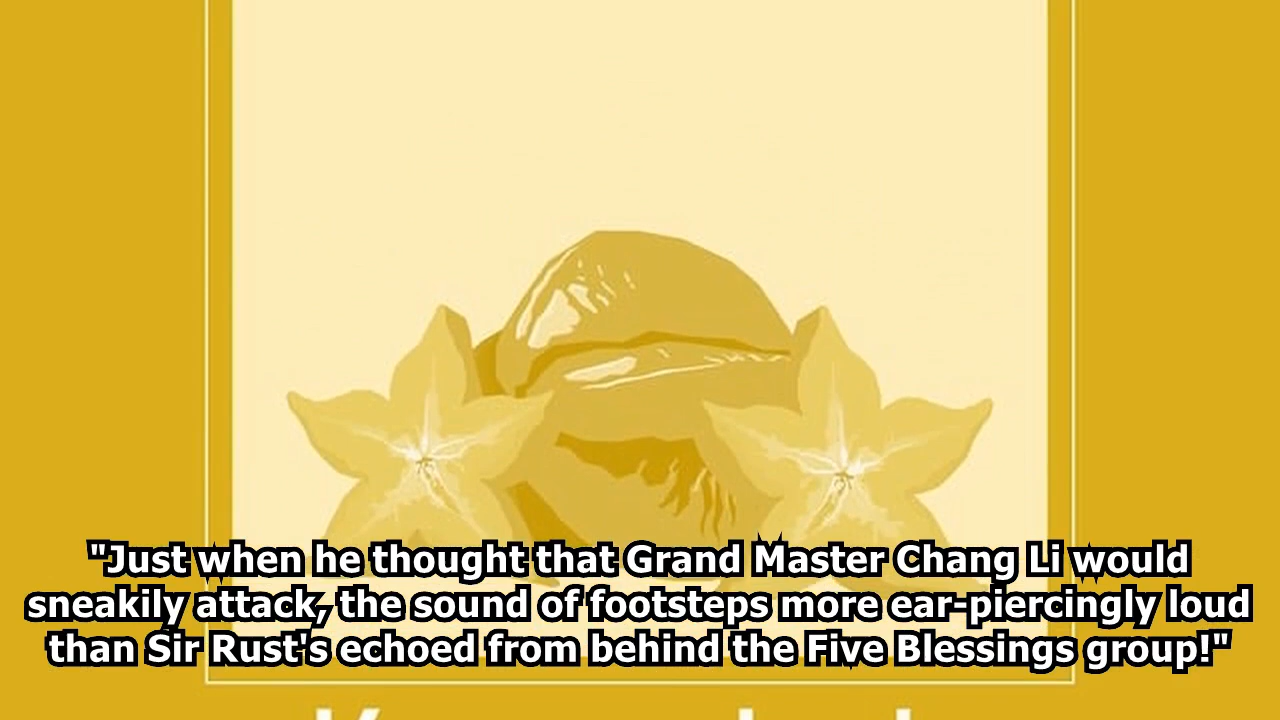 "Just when he thought that Grand Master Chang Li would
sneakily attack, the sound of footsteps more ear-piercingly loud
than Sir Rust's echoed from behind the Five Blessings group!"